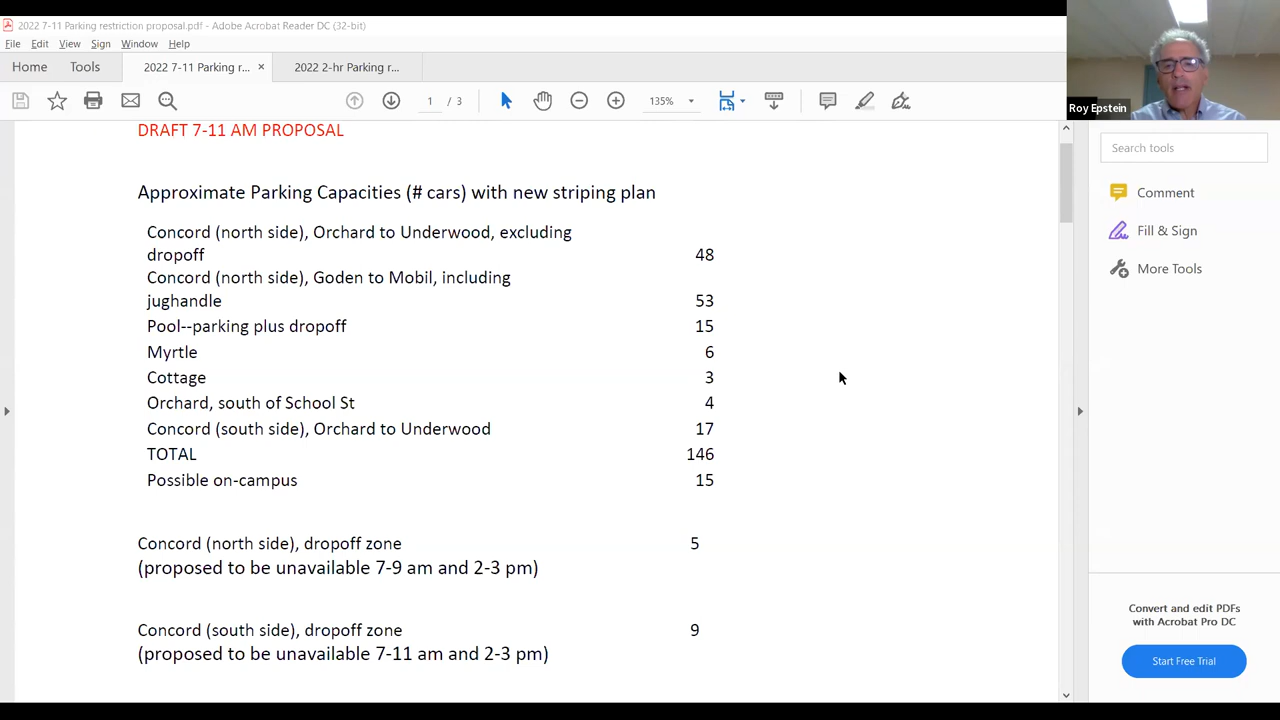 2022 7-11 Parking restriction proposal.pdf - Adobe Acrobat Reader DC (32-bit)
File Edit View Sign Window Help
Home Tools 2022 7-11 Parking r... × 2022 2-hr Parking r...
1 / 3 135%
Roy Epstein
DRAFT 7-11 AM PROPOSAL
Approximate Parking Capacities (# cars) with new striping plan
Concord (north side), Orchard to Underwood, excluding
dropoff 48
Concord (north side), Goden to Mobil, including
jughandle 53
Pool--parking plus dropoff 15
Myrtle 6
Cottage 3
Orchard, south of School St 4
Concord (south side), Orchard to Underwood 17
TOTAL 146
Possible on-campus 15
Concord (north side), dropoff zone 5
(proposed to be unavailable 7-9 am and 2-3 pm)
Concord (south side), dropoff zone 9
(proposed to be unavailable 7-11 am and 2-3 pm)
Search tools
Comment
Fill & Sign
More Tools
Convert and edit PDFs
with Acrobat Pro DC
Start Free Trial